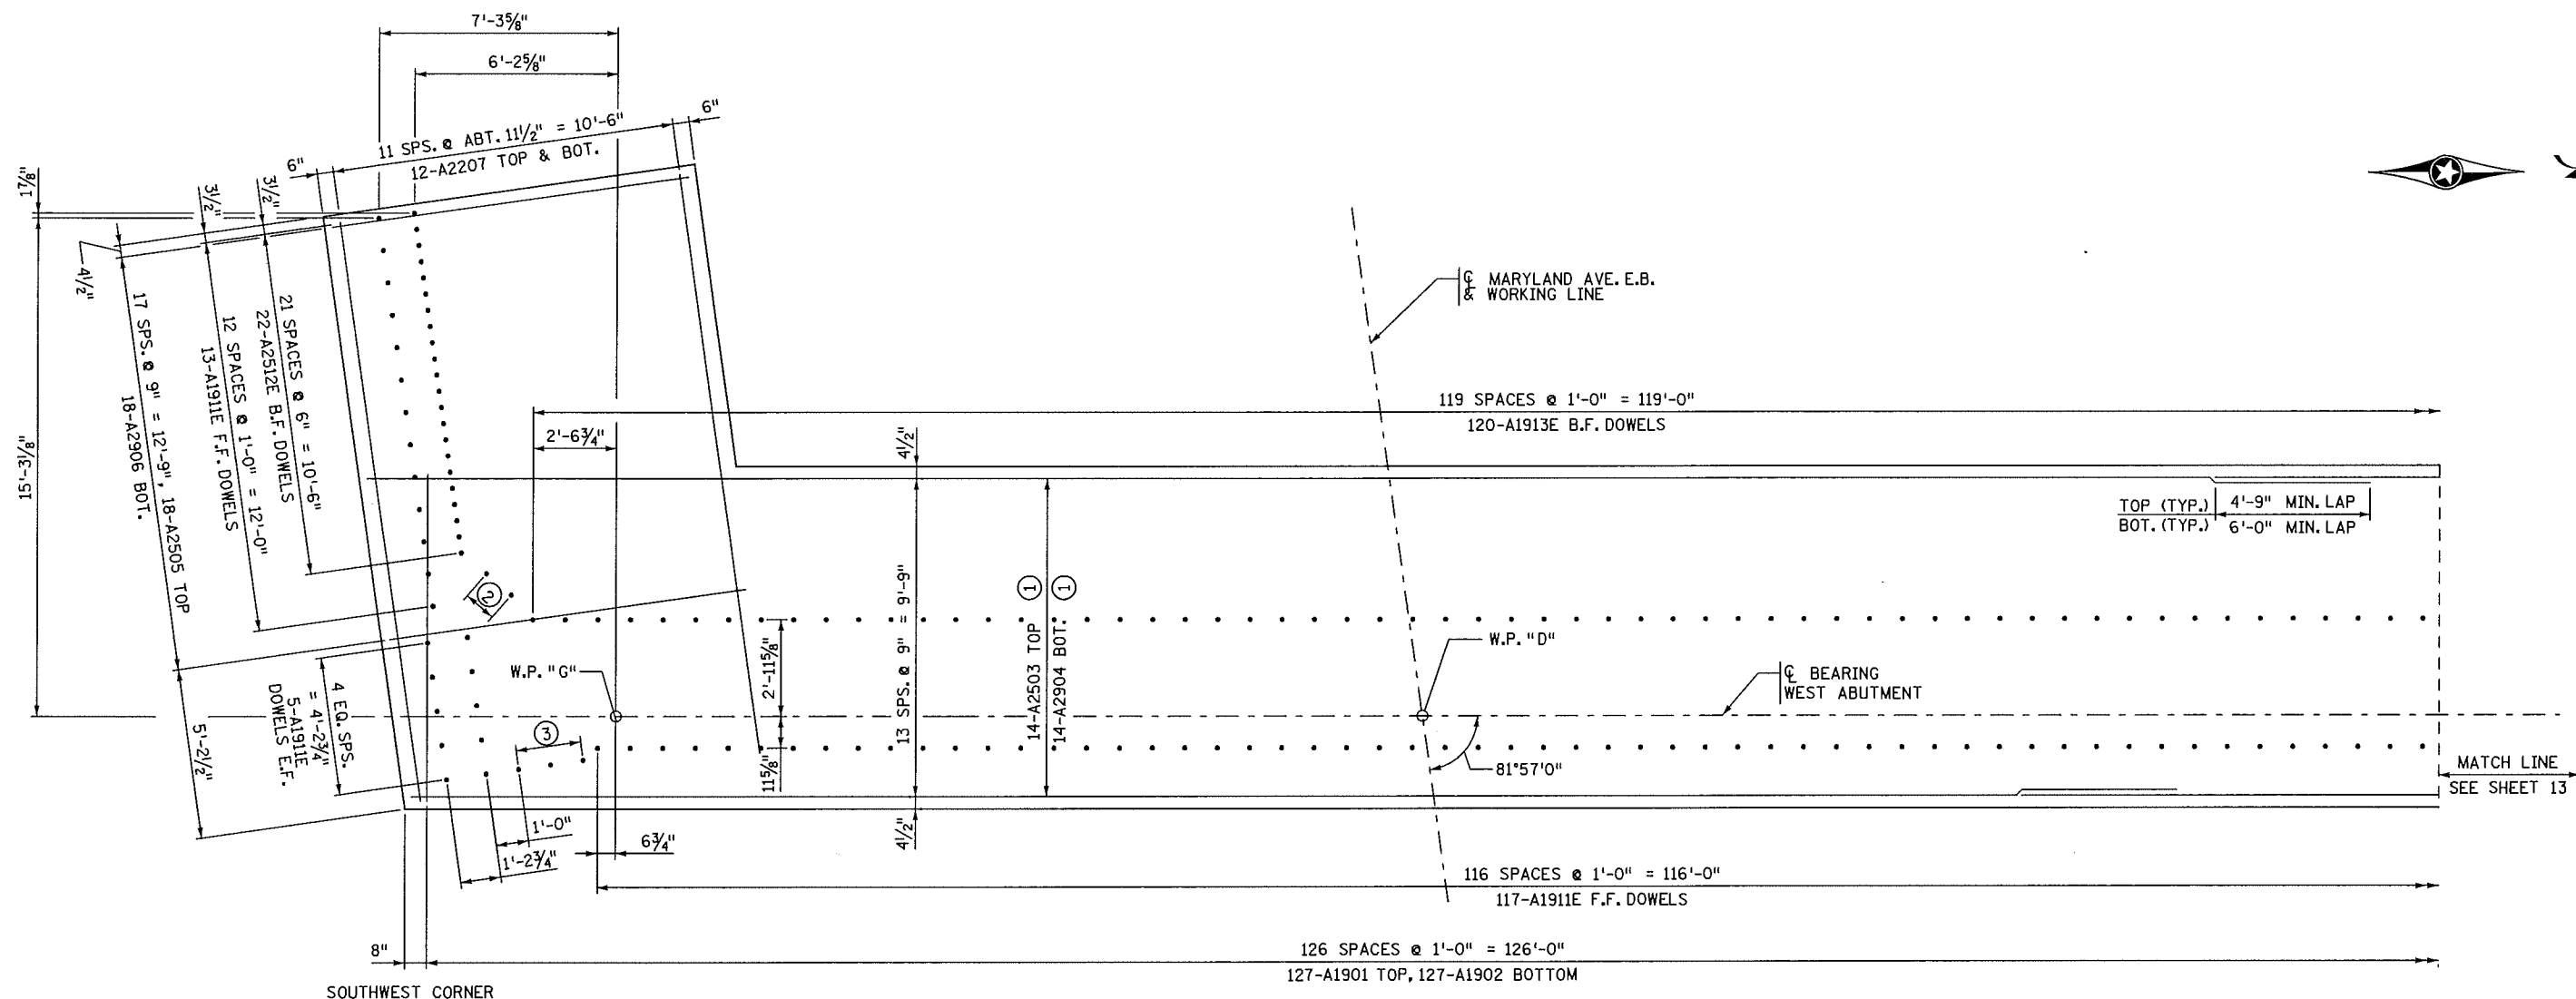 7'-3⅝"
6'-2⅝"
6"
11 SPS. @ ABT. 11½" = 10'-6"
12-A2207 TOP & BOT.
6"
1⅞"
3½"
3½"
4½"
15'-3⅛"
17 SPS. @ 9" = 12'-9", 18-A2505 TOP
18-A2906 BOT.
12 SPACES @ 1'-0" = 12'-0"
13-A1911E F.F. DOWELS
21 SPACES @ 6" = 10'-6"
22-A2512E B.F. DOWELS
℄ MARYLAND AVE. E.B.
& WORKING LINE
119 SPACES @ 1'-0" = 119'-0"
120-A1913E B.F. DOWELS
2'-6¾"
4½"
TOP (TYP.) 4'-9" MIN. LAP
BOT. (TYP.) 6'-0" MIN. LAP
2
1 1
13 SPS. @ 9" = 9'-9"
14-A2503 TOP
14-A2904 BOT.
W.P. "G"
2'-11⅝"
W.P. "D"
℄ BEARING
WEST ABUTMENT
4 EQ. SPS.
= 4'-2¾"
5-A1911E
DOWELS E.F.
5'-2½"
3
11⅝"
81°57'0"
MATCH LINE
SEE SHEET 13
1'-0"
1'-2¾"
6¾"
4½"
116 SPACES @ 1'-0" = 116'-0"
117-A1911E F.F. DOWELS
8"
126 SPACES @ 1'-0" = 126'-0"
127-A1901 TOP, 127-A1902 BOTTOM
SOUTHWEST CORNER